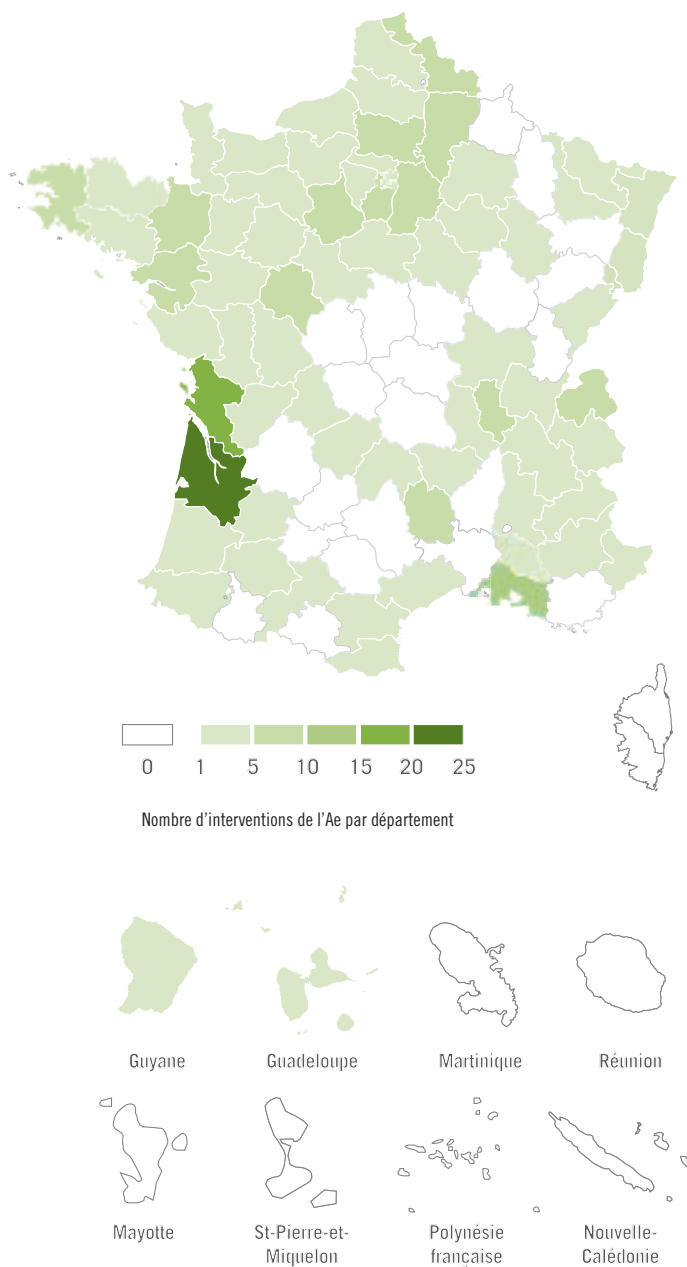 0 1 5 10 15 20 25
Nombre d'interventions de l'Ae par département
Guyane Guadeloupe Martinique Réunion
Mayotte St-Pierre-et- Polynésie Nouvelle-
Miquelon française Calédonie